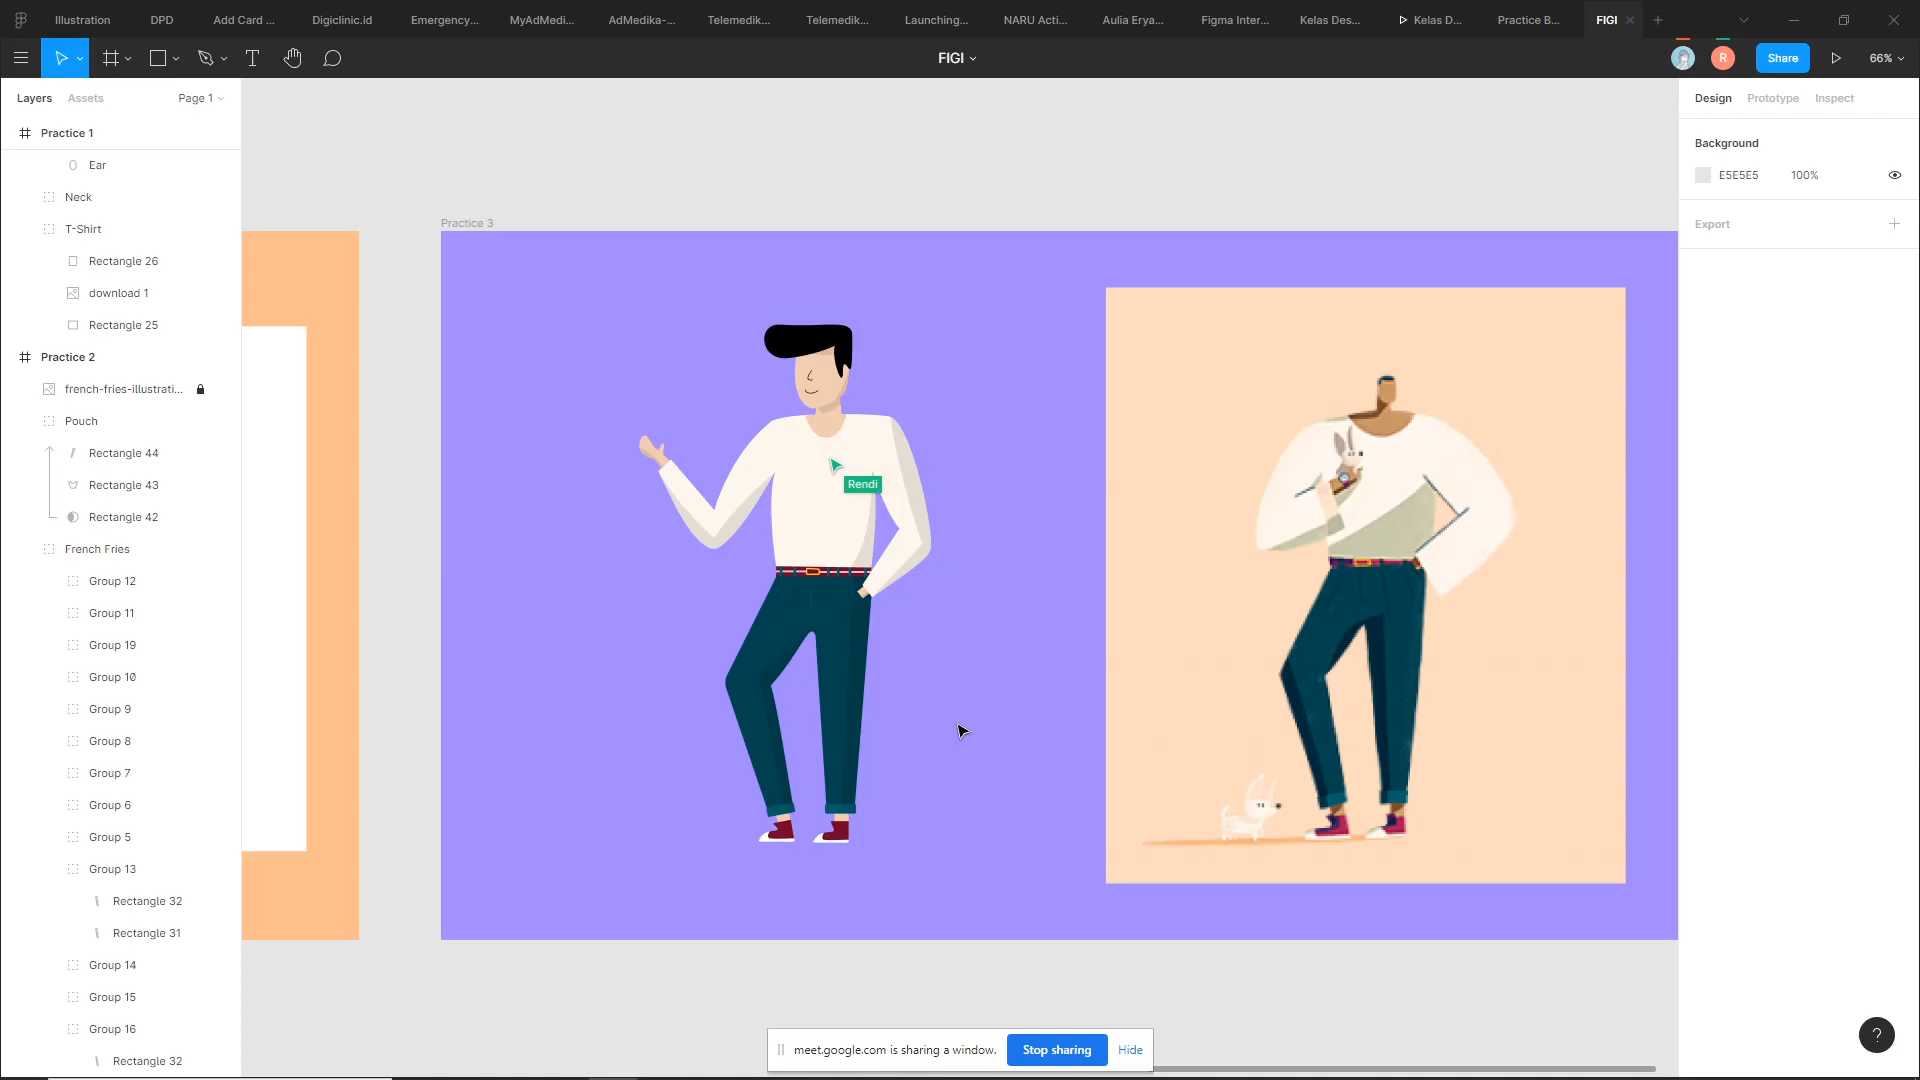 Illustration
DPD
Add Card ...
Digiclinic.id
Emergency...
MyAdMedi...
AdMedika-...
Telemedik...
Telemedik...
Launching...
NARU Acti...
Aulia Erya...
Figma Inter...
Kelas Des...
Kelas D...
Practice B...
FIGI
FIGI
R
Share
66%
Layers
Assets
Page 1
Practice 1
Ear
Neck
T-Shirt
Rectangle 26
download 1
Rectangle 25
Practice 2
french-fries-illustrati...
Pouch
Rectangle 44
Rectangle 43
Rectangle 42
French Fries
Group 12
Group 11
Group 19
Group 10
Group 9
Group 8
Group 7
Group 6
Group 5
Group 13
Rectangle 32
Rectangle 31
Group 14
Group 15
Group 16
Rectangle 32
Practice 3
Rendi
Design
Prototype
Inspect
Background
E5E5E5
100%
Export
meet.google.com is sharing a window.
Stop sharing
Hide
?